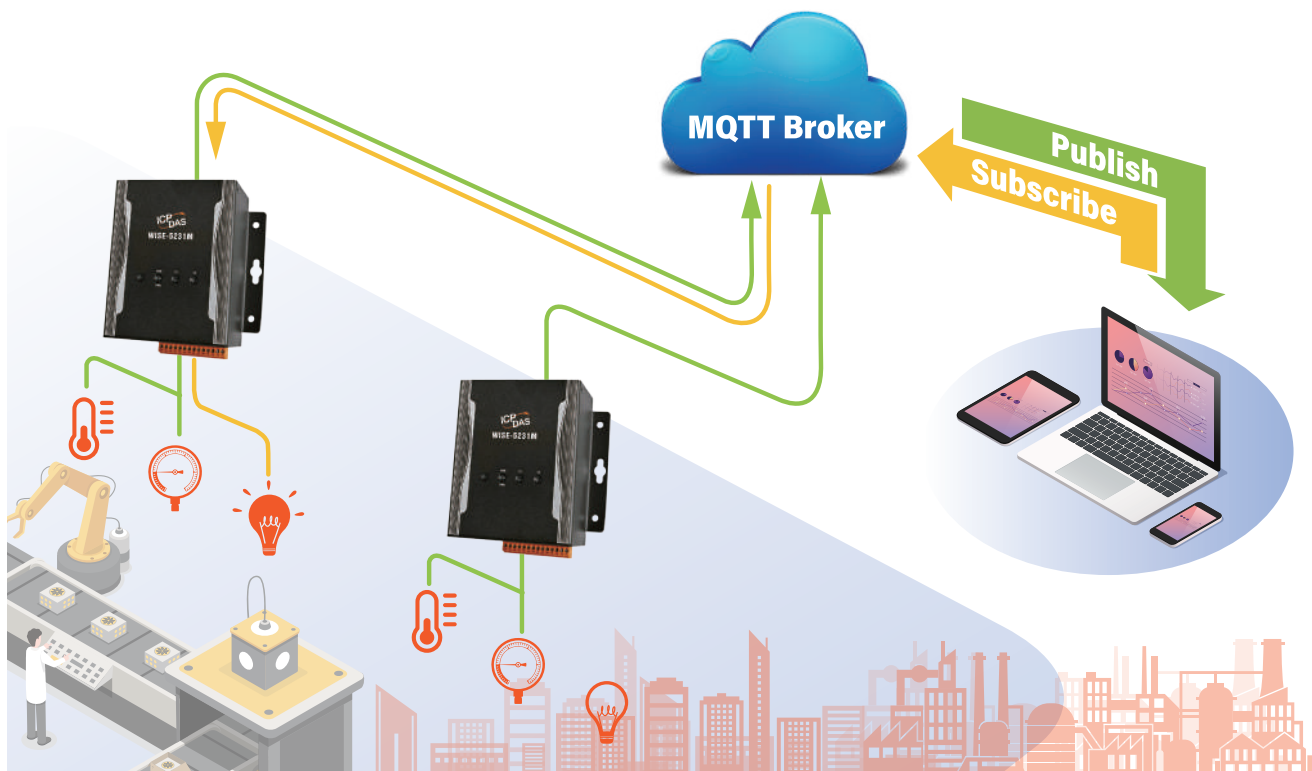 MQTT Broker
Publish
Subscribe
ICP
DAS
WISE-5231M
ICP
DAS
WISE-5231M